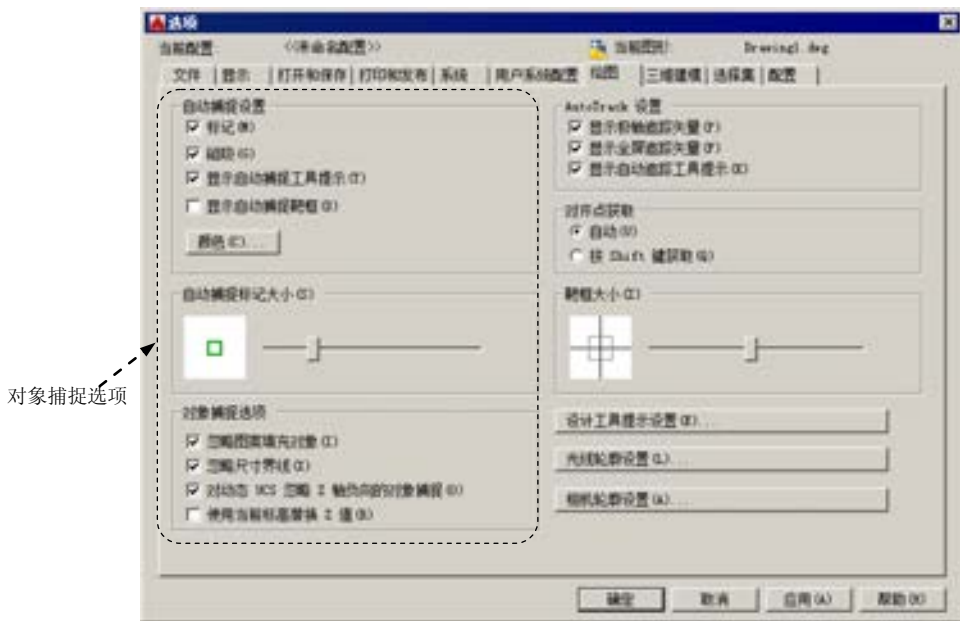 选项
当前配置: <<未命名配置>> 当前图形: Drawing1.dwg
文件 显示 打开和保存 打印和发布 系统 用户系统配置 绘图 三维建模 选择集 配置
自动捕捉设置
标记(M)
磁吸(G)
显示自动捕捉工具提示(T)
显示自动捕捉靶框(D)
颜色(C)...
自动捕捉标记大小(S)
对象捕捉选项
忽略图案填充对象(I)
忽略尺寸界线(X)
对动态 UCS 忽略 Z 轴负向的对象捕捉(O)
使用当前标高替换 Z 值(R)
AutoTrack 设置
显示极轴追踪矢量(P)
显示全屏追踪矢量(F)
显示自动追踪工具提示(K)
对齐点获取
自动(U)
按 Shift 键获取(Q)
靶框大小(Z)
设计工具提示设置(E)...
光线轮廓设置(L)...
相机轮廓设置(A)...
确定 取消 应用(A) 帮助(H)
对象捕捉选项